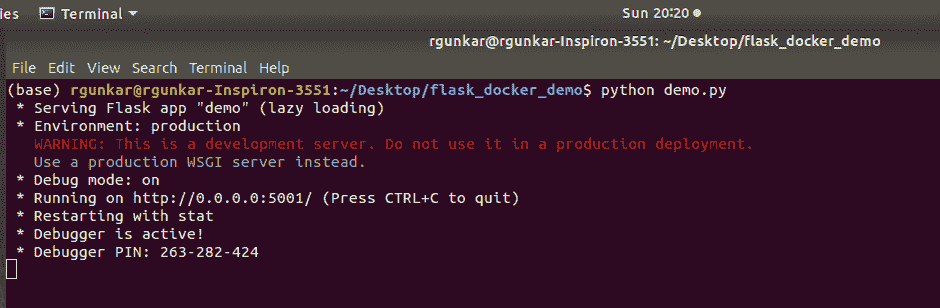 ies Terminal Sun 20:20
rgunkar@rgunkar-Inspiron-3551: ~/Desktop/flask_docker_demo
File Edit View Search Terminal Help
(base) rgunkar@rgunkar-Inspiron-3551:~/Desktop/flask_docker_demo$ python demo.py
* Serving Flask app "demo" (lazy loading)
* Environment: production
WARNING: This is a development server. Do not use it in a production deployment.
Use a production WSGI server instead.
* Debug mode: on
* Running on http://0.0.0.0:5001/ (Press CTRL+C to quit)
* Restarting with stat
* Debugger is active!
* Debugger PIN: 263-282-424